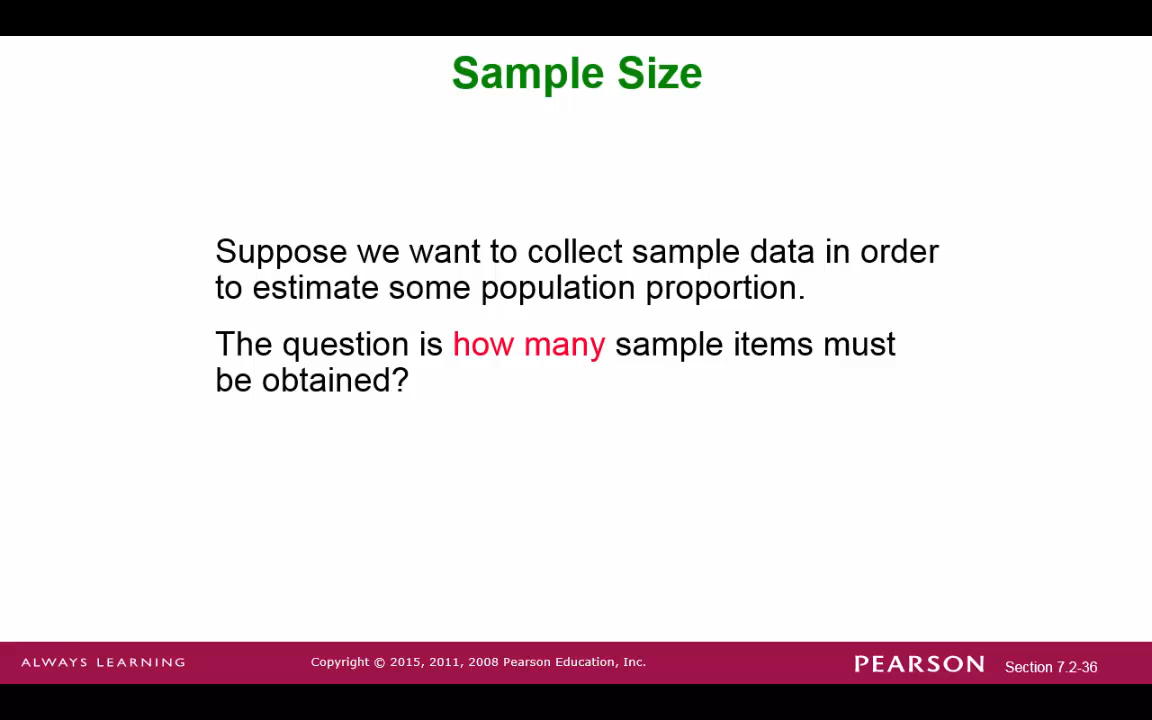 Sample Size
Suppose we want to collect sample data in order
to estimate some population proportion.
The question is how many sample items must
be obtained?
ALWAYS LEARNING
Copyright © 2015, 2011, 2008 Pearson Education, Inc.
PEARSON
Section 7.2-36